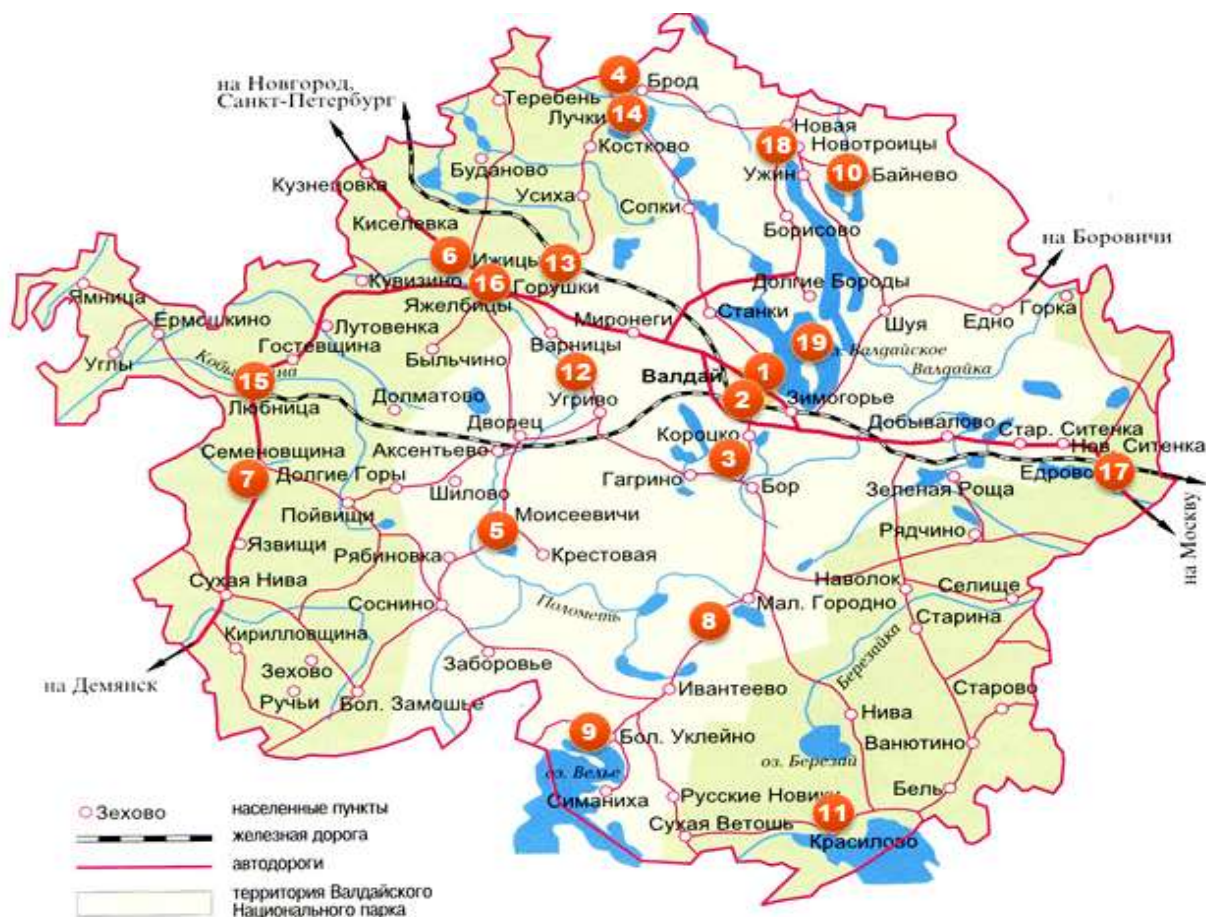 на Новгород,
Санкт-Петербург
4
Брод
Теребень
Лучки
14
Новая
Костково
18
Новотроицы
Буданово
Ужин
10
Байнево
Кузнецовка
Усиха
Сопки
Киселевка
Борисово
на Боровичи
6
Ижицы
13
Кувизино
16
Горушки
Долгие Бороды
Ямница
Яжелбицы
Горка
Ермошкино
Лутовенка
Миронеги
Станки
Шуя
Едно
Углы
Гостевщина
Быльчино
Варницы
19
Валдайское
Валдайка
15
12
Валдай
1
Любница
Долматово
Угриво
2
Зимогорье
Дворец
Добывалово
Стар. Ситенка
Семеновщина
Аксентьево
Короцко
Нов. Ситенка
7
Долгие Горы
3
Едрово
17
Шилово
Гагрино
Бор
Зеленая Роща
Пойвищи
5
Моисеевичи
Рядчино
на Москву
Язвищи
Рябиновка
Крестовая
Сухая Нива
Наволок
Селище
Соснино
Поломять
8
Мал. Городно
Старина
Кирилловщина
Березайка
Зехово
Заборовье
на Демянск
Ручьи
Бол. Замошье
Ивантеево
Старово
Нива
9
Бол. Уклейно
Ванютино
оз. Березай
оз. Велье
Симаниха
Русские Новики
11
Бель
Сухая Ветошь
Красилово
Зехово
населенные пункты
железная дорога
автодороги
территория Валдайского
Национального парка